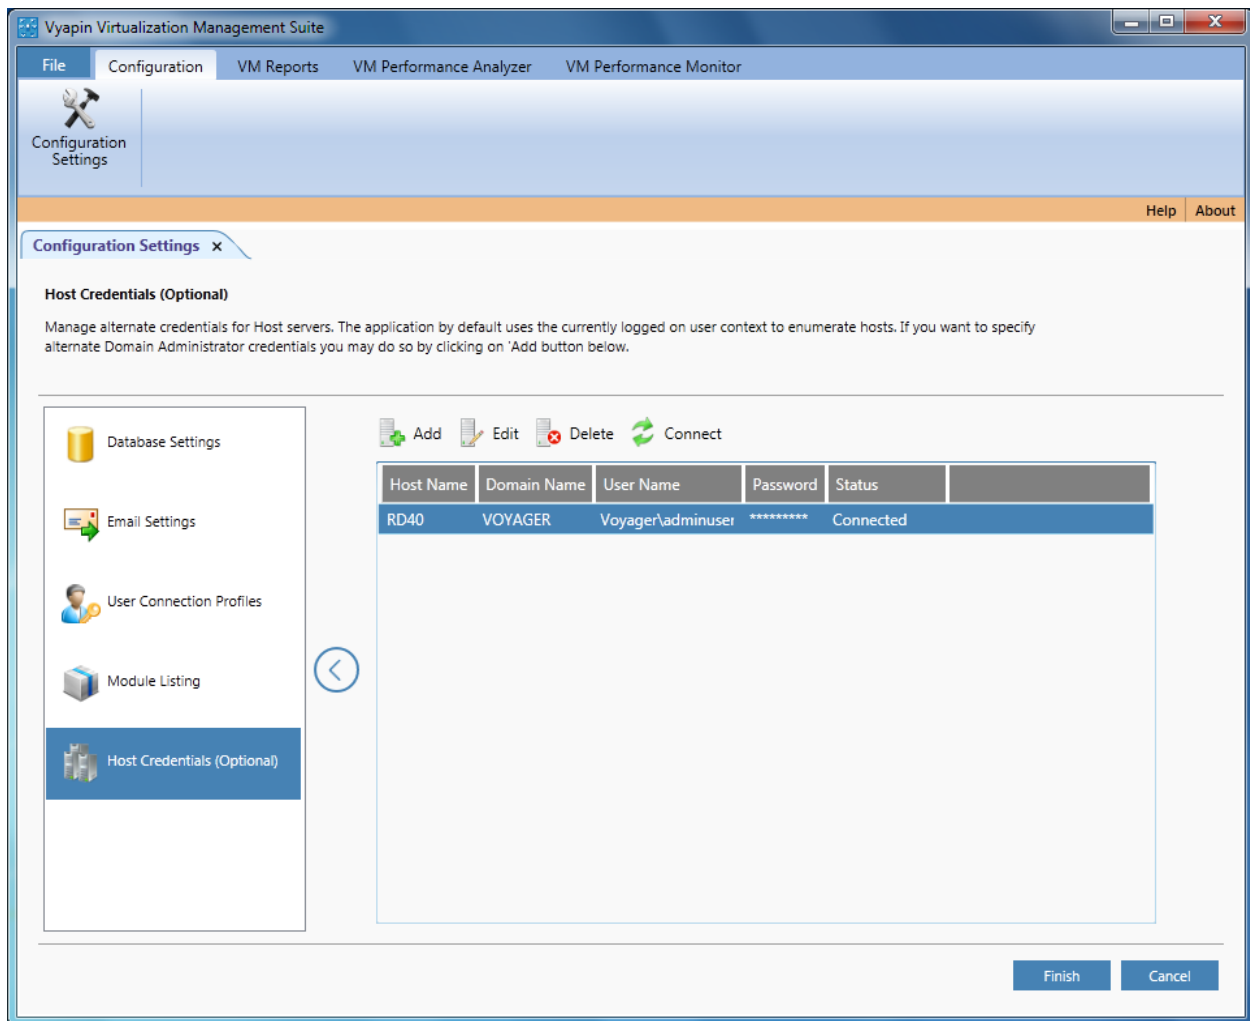 Vyapin Virtualization Management Suite
File Configuration VM Reports VM Performance Analyzer VM Performance Monitor
Configuration
Settings
Help About
Configuration Settings x
Host Credentials (Optional)
Manage alternate credentials for Host servers. The application by default uses the currently logged on user context to enumerate hosts. If you want to specify
alternate Domain Administrator credentials you may do so by clicking on 'Add button below.
Database Settings
Email Settings
User Connection Profiles
Module Listing
Host Credentials (Optional)
Add Edit Delete Connect
Host Name Domain Name User Name Password Status
RD40 VOYAGER Voyager\adminuser ********* Connected
Finish Cancel